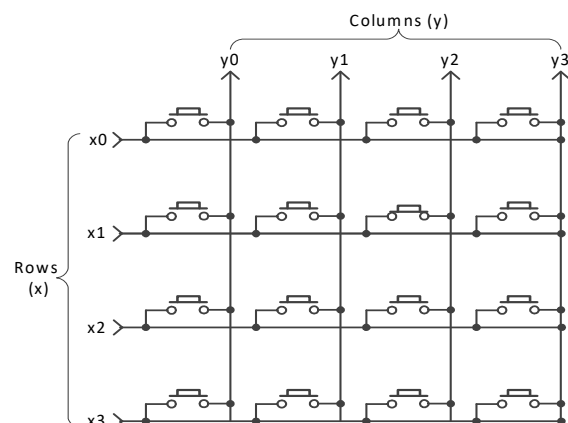 Columns (y)
y0 y1 y2 y3
x0
x1
Rows
(x)
x2
x3